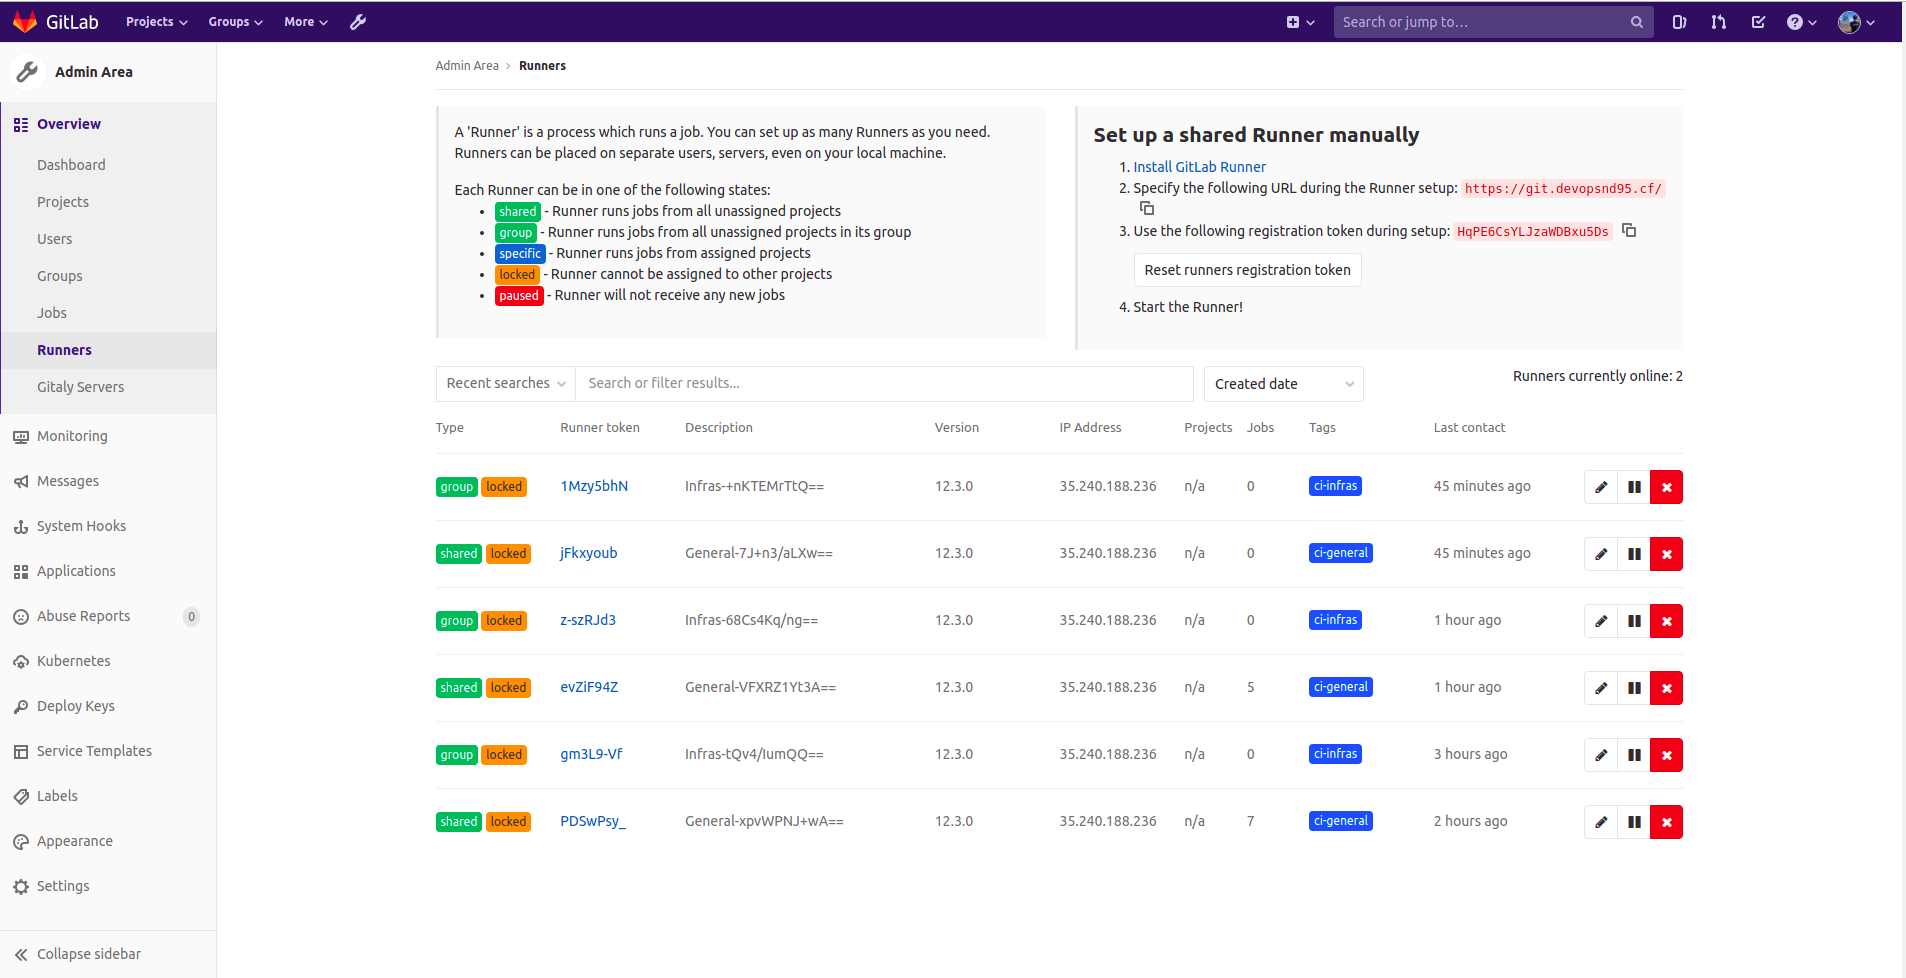 GitLab Projects Groups More Search or jump to…
Admin Area
Overview
Dashboard
Projects
Users
Groups
Jobs
Runners
Gitaly Servers
Monitoring
Messages
System Hooks
Applications
Abuse Reports 0
Kubernetes
Deploy Keys
Service Templates
Labels
Appearance
Settings
Collapse sidebar
Admin Area > Runners
A 'Runner' is a process which runs a job. You can set up as many Runners as you need.
Runners can be placed on separate users, servers, even on your local machine.
Each Runner can be in one of the following states:
• shared - Runner runs jobs from all unassigned projects
• group - Runner runs jobs from all unassigned projects in its group
• specific - Runner runs jobs from assigned projects
• locked - Runner cannot be assigned to other projects
• paused - Runner will not receive any new jobs
Set up a shared Runner manually
1. Install GitLab Runner
2. Specify the following URL during the Runner setup: https://git.devopsnd95.cf/
3. Use the following registration token during setup: HqPE6CsYLJzaWDBxu5Ds
Reset runners registration token
4. Start the Runner!
Recent searches Search or filter results... Created date Runners currently online: 2
Type Runner token Description Version IP Address Projects Jobs Tags Last contact
group locked 1Mzy5bhN Infras-+nKTEMrTtQ== 12.3.0 35.240.188.236 n/a 0 ci-infras 45 minutes ago
shared locked jFkxyoub General-7J+n3/aLXw== 12.3.0 35.240.188.236 n/a 0 ci-general 45 minutes ago
group locked z-szRJd3 Infras-68Cs4Kq/ng== 12.3.0 35.240.188.236 n/a 0 ci-infras 1 hour ago
shared locked evZiF94Z General-VFXRZ1Yt3A== 12.3.0 35.240.188.236 n/a 5 ci-general 1 hour ago
group locked gm3L9-Vf Infras-tQv4/IumQQ== 12.3.0 35.240.188.236 n/a 0 ci-infras 3 hours ago
shared locked PDSwPsy_ General-xpvWPNJ+wA== 12.3.0 35.240.188.236 n/a 7 ci-general 2 hours ago